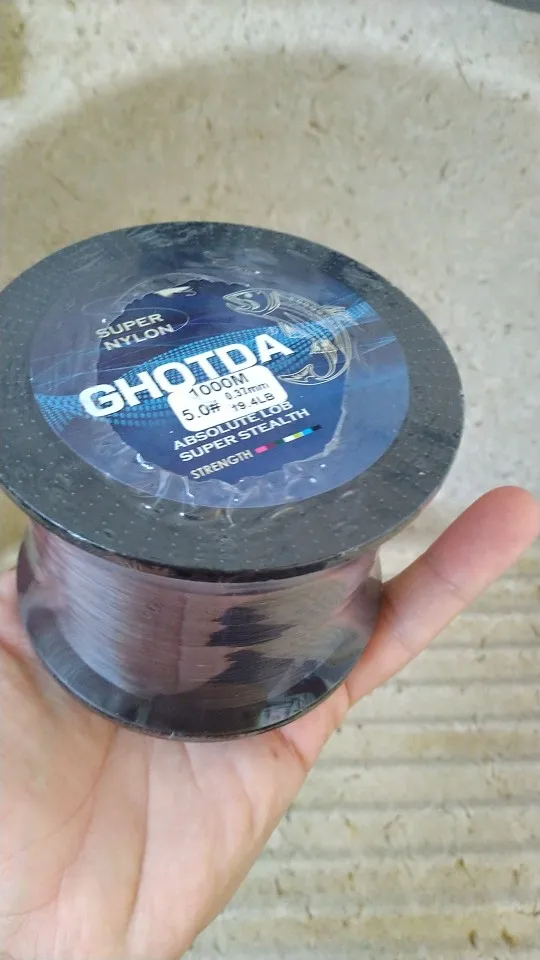 SUPER
NYLON
GHOTDA
1000M
5.0# 0.37mm
19.4LB
ABSOLUTE LOB
SUPER STEALTH
STRENGTH